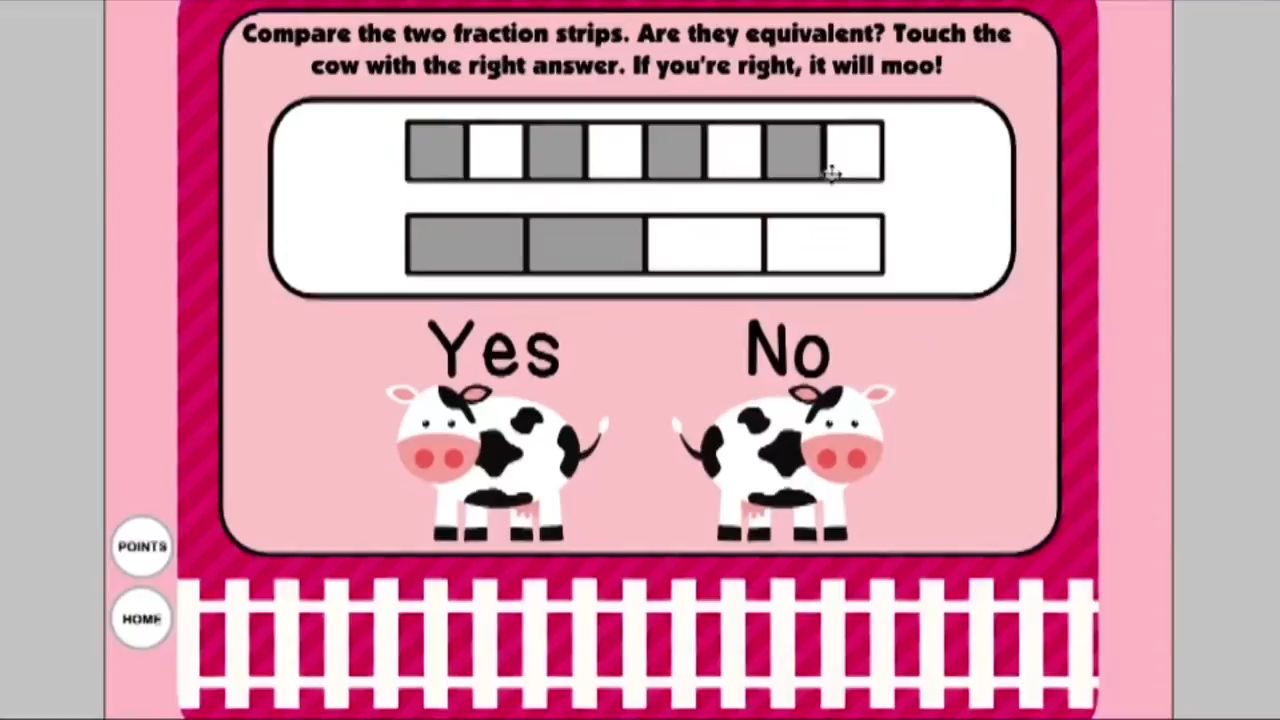 Compare the two fraction strips. Are they equivalent? Touch the
cow with the right answer. If you're right, it will moo!
Yes
No
POINTS
HOME